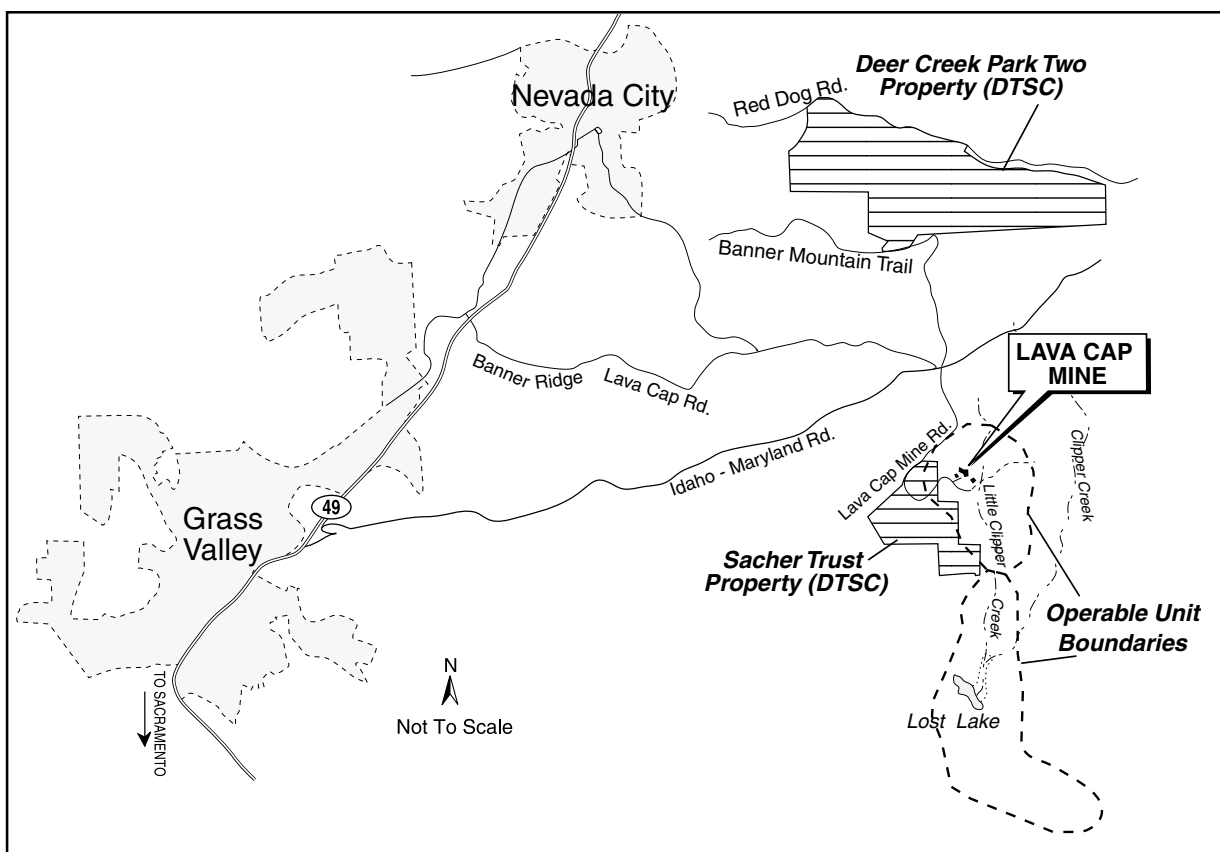 Nevada City
Deer Creek Park Two
Property (DTSC)
Red Dog Rd.
Banner Mountain Trail
LAVA CAP
MINE
Banner Ridge
Lava Cap Rd.
Idaho - Maryland Rd.
Lava Cap Mine Rd.
Clipper Creek
Little Clipper
Creek
49
Grass
Valley
Sacher Trust
Property (DTSC)
Operable Unit
Boundaries
N
Not To Scale
TO SACRAMENTO
Lost Lake